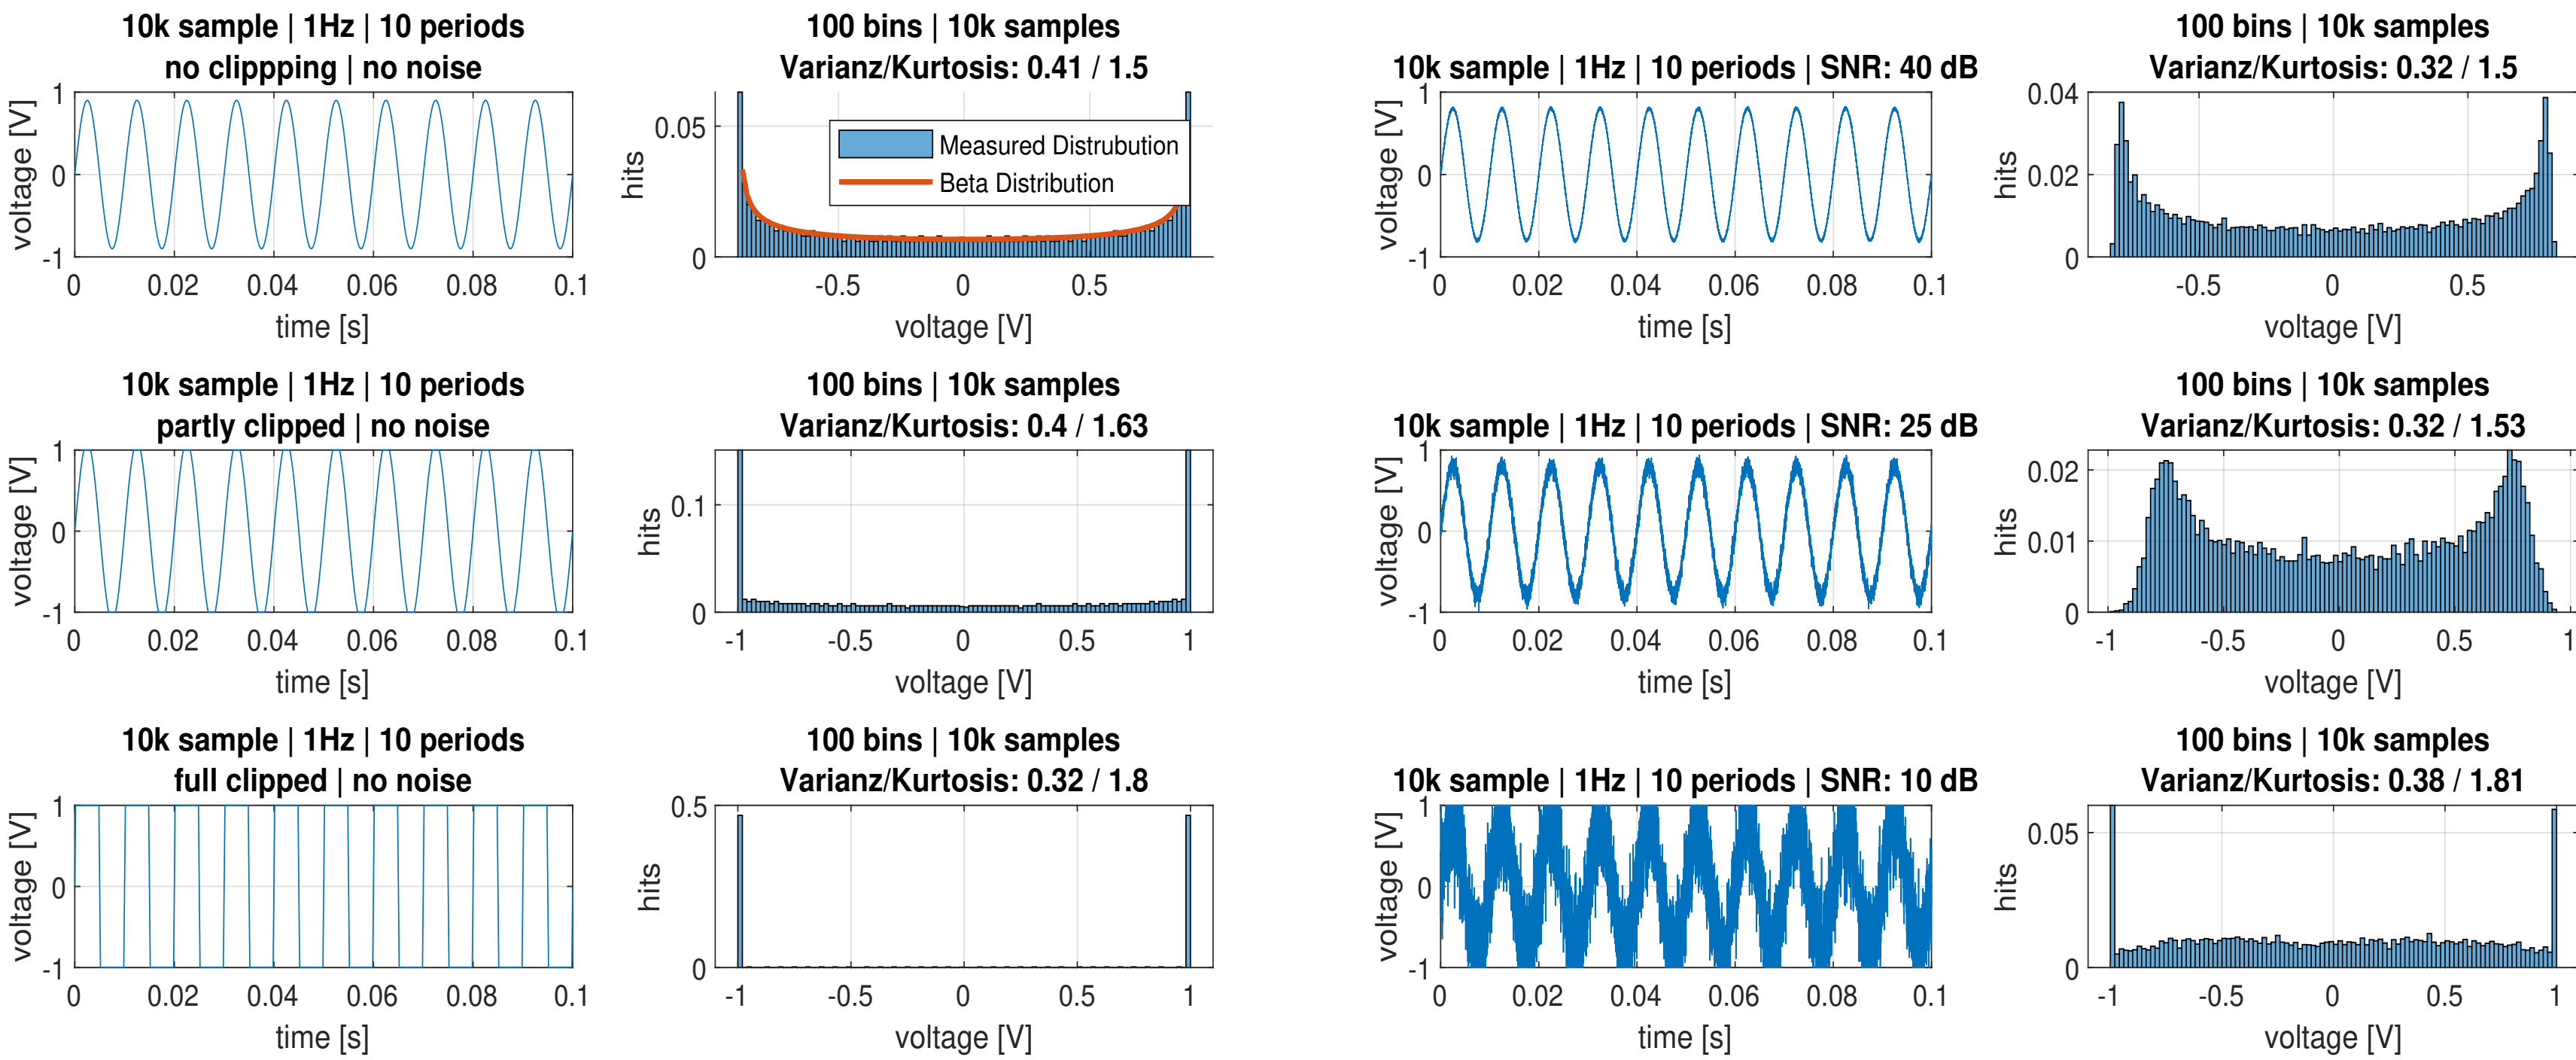 10k sample | 1Hz | 10 periods
no clippping | no noise
voltage [V]
1
0
-1
0
0.02
0.04
0.06
0.08
0.1
time [s]
100 bins | 10k samples
Varianz/Kurtosis: 0.41 / 1.5
hits
0.05
0
Measured Distrubution
Beta Distribution
-0.5
0
0.5
voltage [V]
10k sample | 1Hz | 10 periods | SNR: 40 dB
voltage [V]
1
0
-1
0
0.02
0.04
0.06
0.08
0.1
time [s]
100 bins | 10k samples
Varianz/Kurtosis: 0.32 / 1.5
hits
0.04
0.02
0
-0.5
0
0.5
voltage [V]
10k sample | 1Hz | 10 periods
partly clipped | no noise
voltage [V]
1
0
-1
0
0.02
0.04
0.06
0.08
0.1
time [s]
100 bins | 10k samples
Varianz/Kurtosis: 0.4 / 1.63
hits
0.1
0
-1
-0.5
0
0.5
1
voltage [V]
10k sample | 1Hz | 10 periods | SNR: 25 dB
voltage [V]
1
0
-1
0
0.02
0.04
0.06
0.08
0.1
time [s]
100 bins | 10k samples
Varianz/Kurtosis: 0.32 / 1.53
hits
0.02
0.01
0
-1
-0.5
0
0.5
1
voltage [V]
10k sample | 1Hz | 10 periods
full clipped | no noise
voltage [V]
1
0
-1
0
0.02
0.04
0.06
0.08
0.1
time [s]
100 bins | 10k samples
Varianz/Kurtosis: 0.32 / 1.8
hits
0.5
0
-1
-0.5
0
0.5
1
voltage [V]
10k sample | 1Hz | 10 periods | SNR: 10 dB
voltage [V]
1
0
-1
0
0.02
0.04
0.06
0.08
0.1
time [s]
100 bins | 10k samples
Varianz/Kurtosis: 0.38 / 1.81
hits
0.05
0
-1
-0.5
0
0.5
1
voltage [V]